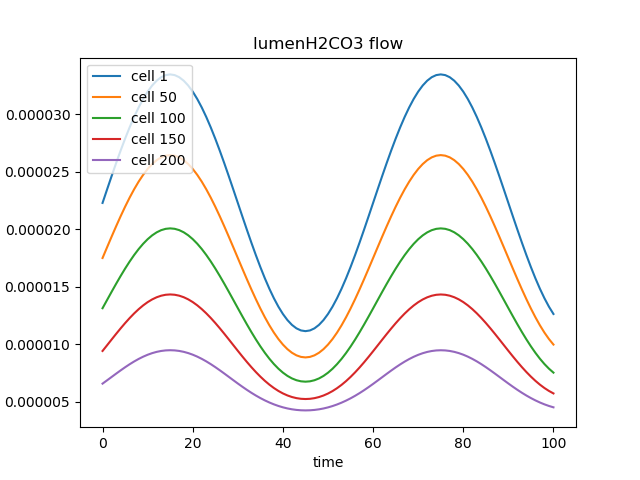 lumenH2CO3 flow
cell 1
cell 50
cell 100
cell 150
cell 200
0.000030
0.000025
0.000020
0.000015
0.000010
0.000005
0 20 40 60 80 100
time